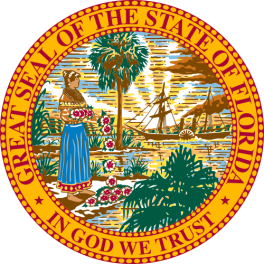 GREAT SEAL OF THE STATE OF FLORIDA
IN GOD WE TRUST